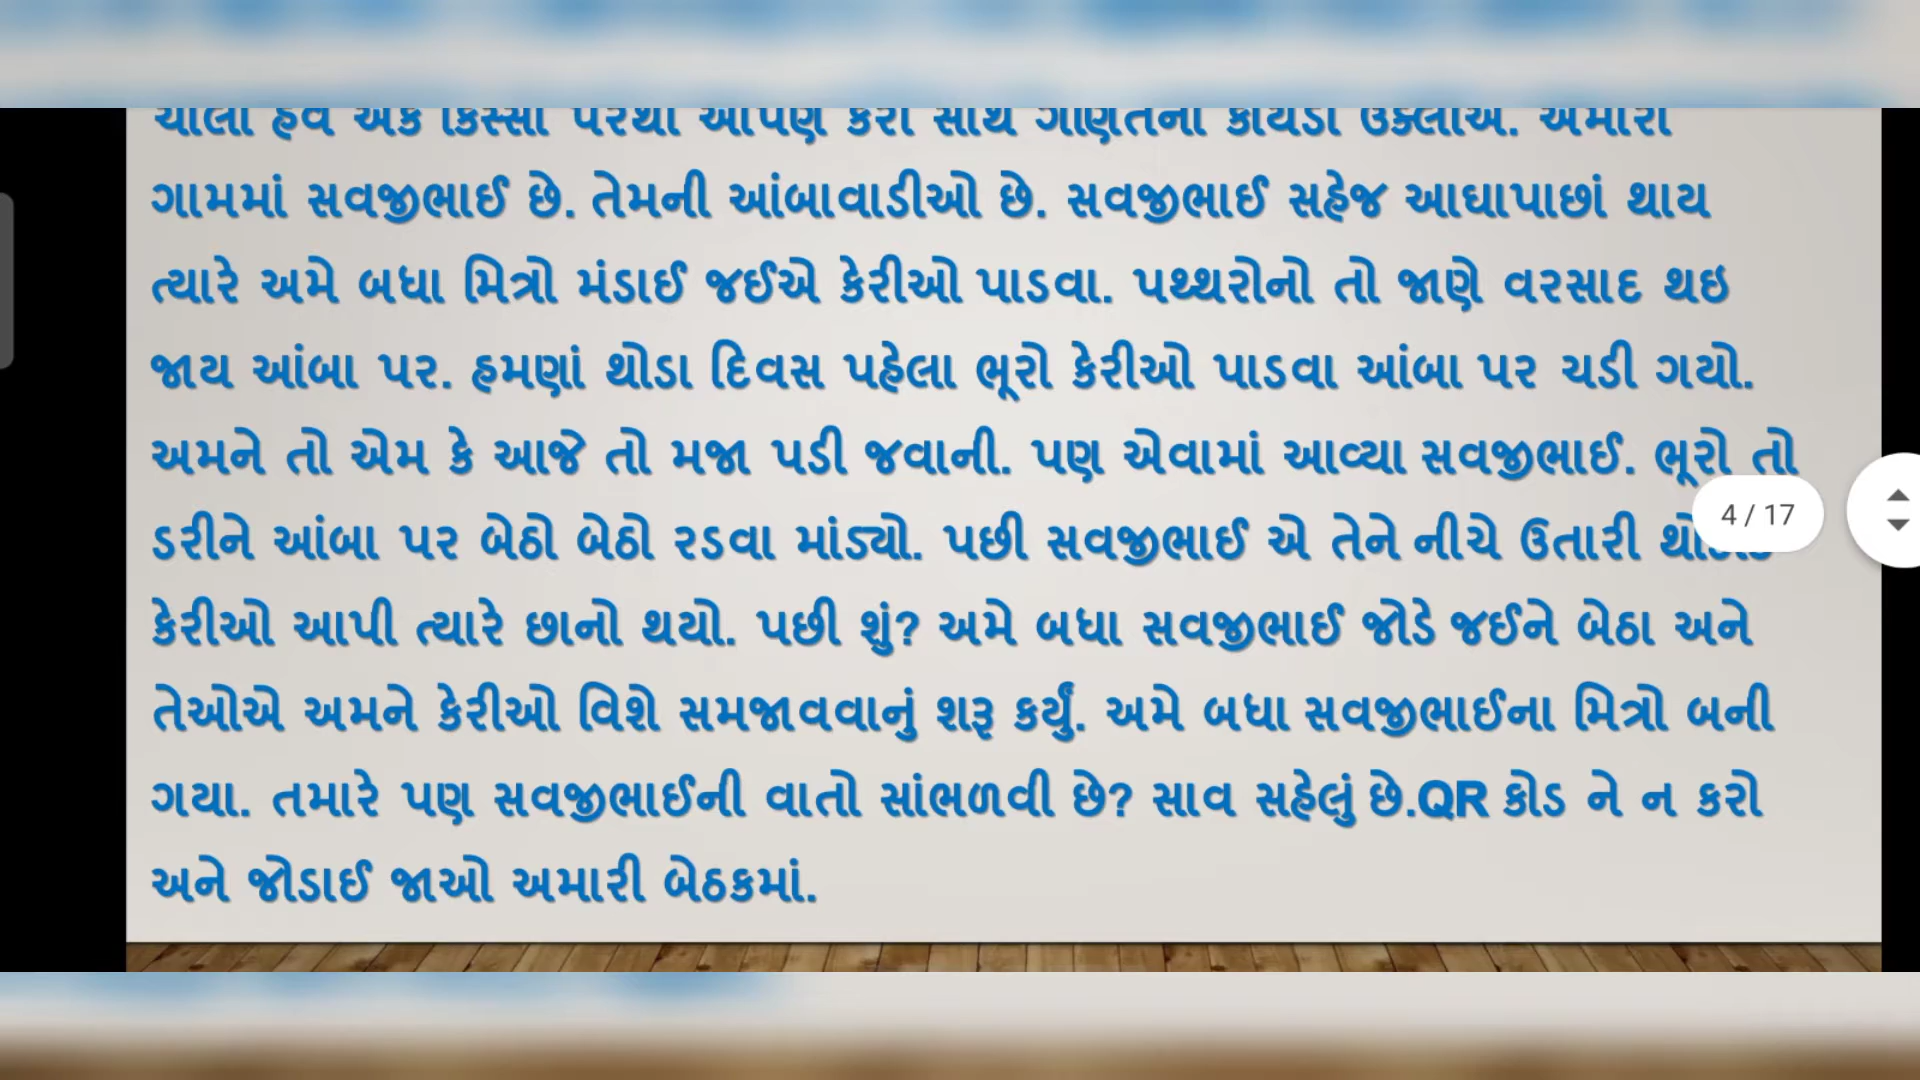 ગામમાં સવજીભાઈ છે. તેમની આંબાવાડીઓ છે. સવજીભાઈ સહેજ આઘાપાછાં થાય
ત્યારે અમે બધા મિત્રો મંડાઈ જઈએ કેરીઓ પાડવા. પથ્થરોનો તો જાણે વરસાદ થઇ
જાય આંબા પર. હમણાં થોડા દિવસ પહેલા ભૂરો કેરીઓ પાડવા આંબા પર ચડી ગયો.
અમને તો એમ કે આજે તો મજા પડી જવાની. પણ એવામાં આવ્યા સવજીભાઈ. ભૂરો તો
4 / 17
ડરીને આંબા પર બેઠો બેઠો રડવા માંડ્યો. પછી સવજીભાઈ એ તેને નીચે ઉતારી
કેરીઓ આપી ત્યારે છાનો થયો. પછી શું? અમે બધા સવજીભાઈ જોડે જઈને બેઠા અને
તેઓએ અમને કેરીઓ વિશે સમજાવવાનું શરૂ કર્યું. અમે બધા સવજીભાઈના મિત્રો બની
ગયા. તમારે પણ સવજીભાઈની વાતો સાંભળવી છે? સાવ સહેલું છે.QR કોડ ને ન કરો
અને જોડાઈ જાઓ અમારી બેઠકમાં.